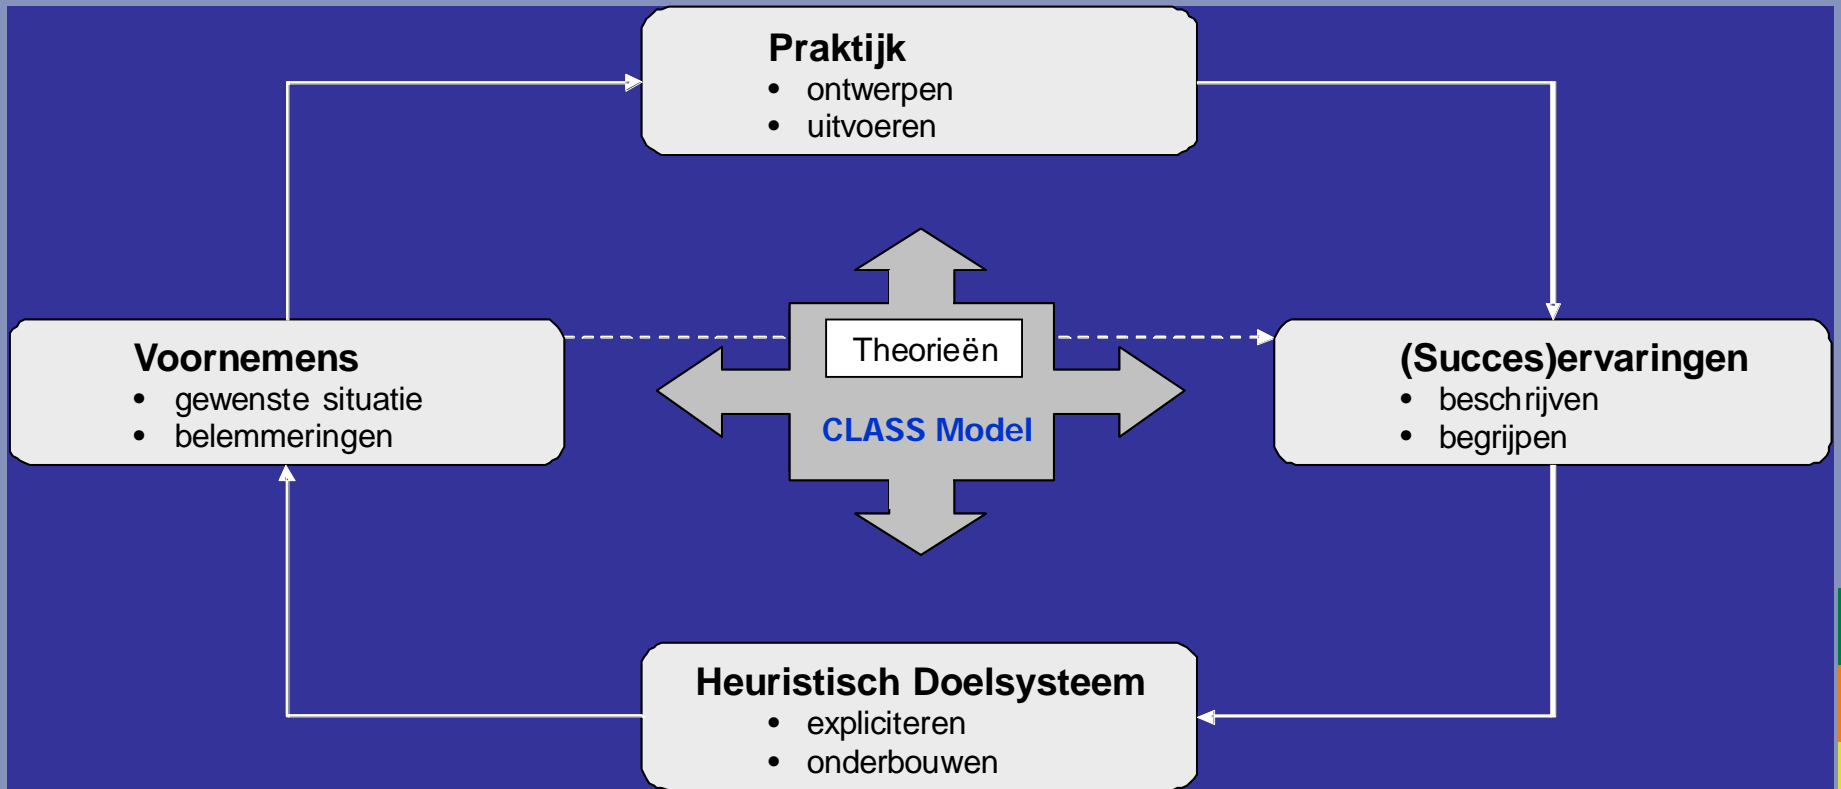 Praktijk
• ontwerpen
• uitvoeren
Voornemens
• gewenste situatie
• belemmeringen
Theorieën
CLASS Model
(Succes)ervaringen
• beschrijven
• begrijpen
Heuristisch Doelsysteem
• expliciteren
• onderbouwen